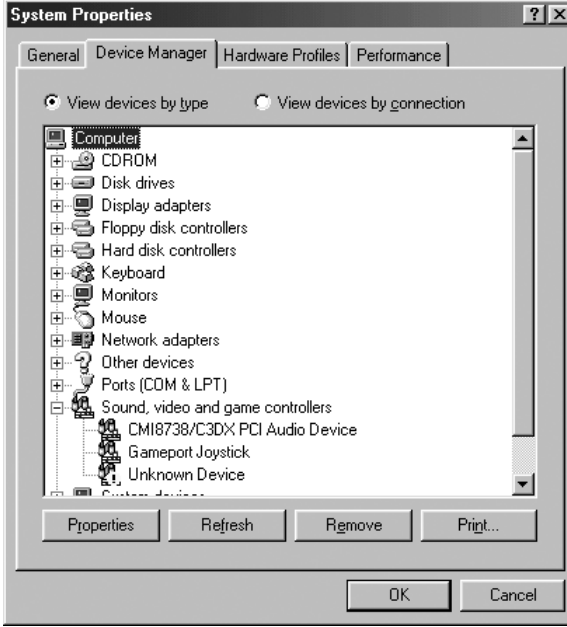 System Properties
General Device Manager Hardware Profiles Performance
View devices by type View devices by connection
Computer
CDROM
Disk drives
Display adapters
Floppy disk controllers
Hard disk controllers
Keyboard
Monitors
Mouse
Network adapters
Other devices
Ports (COM & LPT)
Sound, video and game controllers
CMI8738/C3DX PCI Audio Device
Gameport Joystick
Unknown Device
System devices
Properties Refresh Remove Print...
OK Cancel